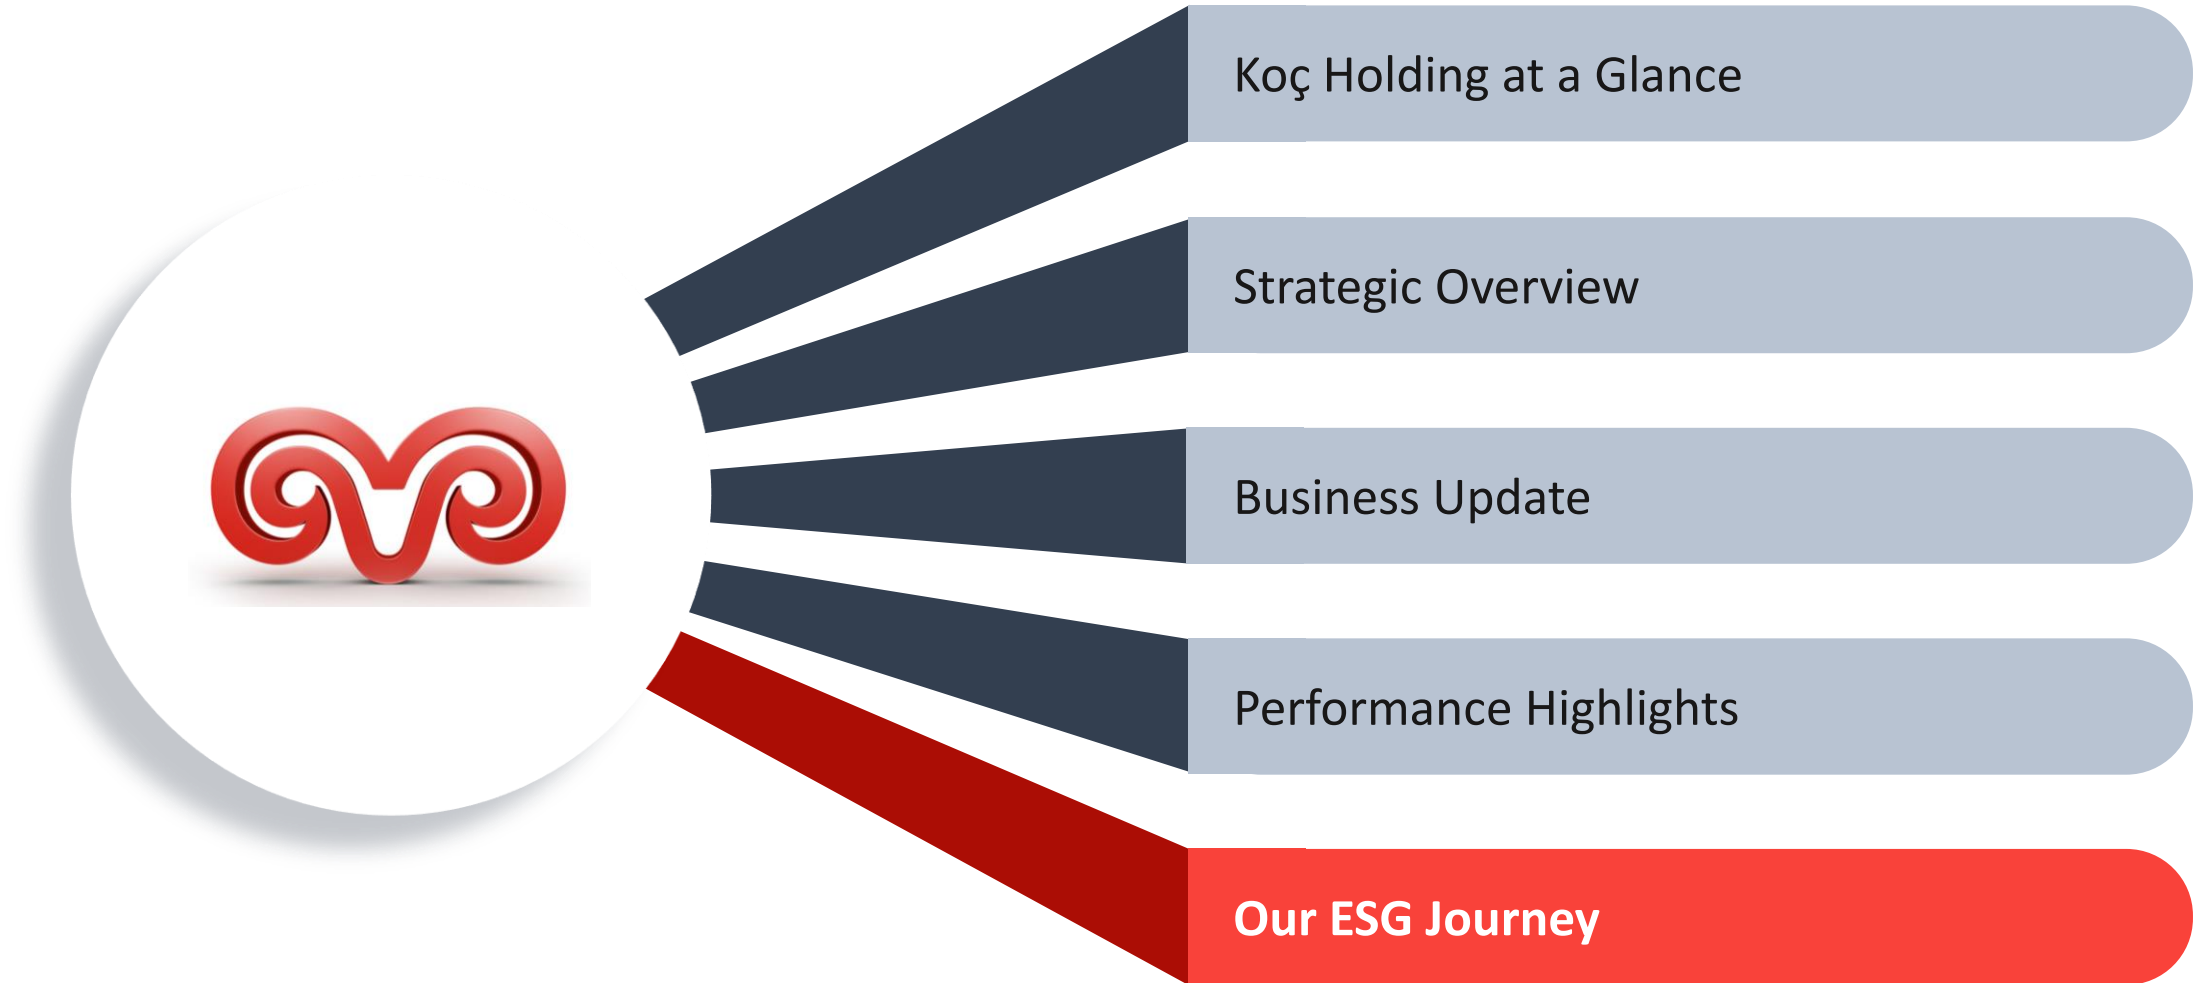 Koç Holding at a Glance
Strategic Overview
Business Update
Performance Highlights
Our ESG Journey